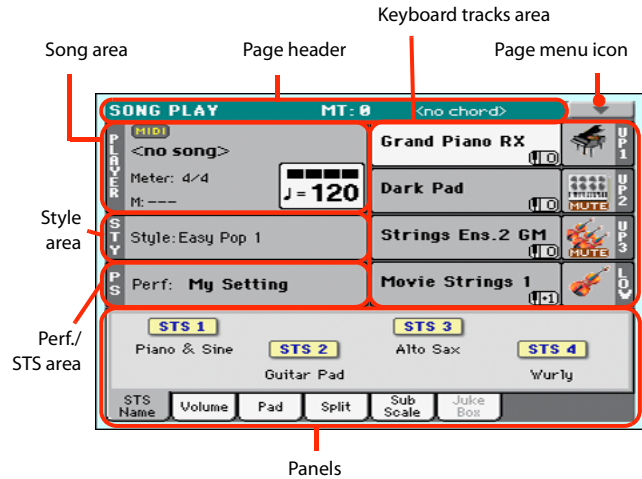 Keyboard tracks area
Song area
Page header
Page menu icon
SONG PLAY MT: 0 <no chord>
PLAYER
MIDI
<no song>
Meter: 4/4
M: ---
♩= 120
Grand Piano RX
0
UP1
Dark Pad
0
MUTE
UP2
Style area
STY
Style: Easy Pop 1
Strings Ens.2 GM
0
MUTE
UP3
Perf./ STS area
PS
Perf: My Setting
Movie Strings 1
+1
LOW
STS 1
Piano & Sine
STS 2
Guitar Pad
STS 3
Alto Sax
STS 4
Wurly
STS Name
Volume
Pad
Split
Sub Scale
Juke Box
Panels